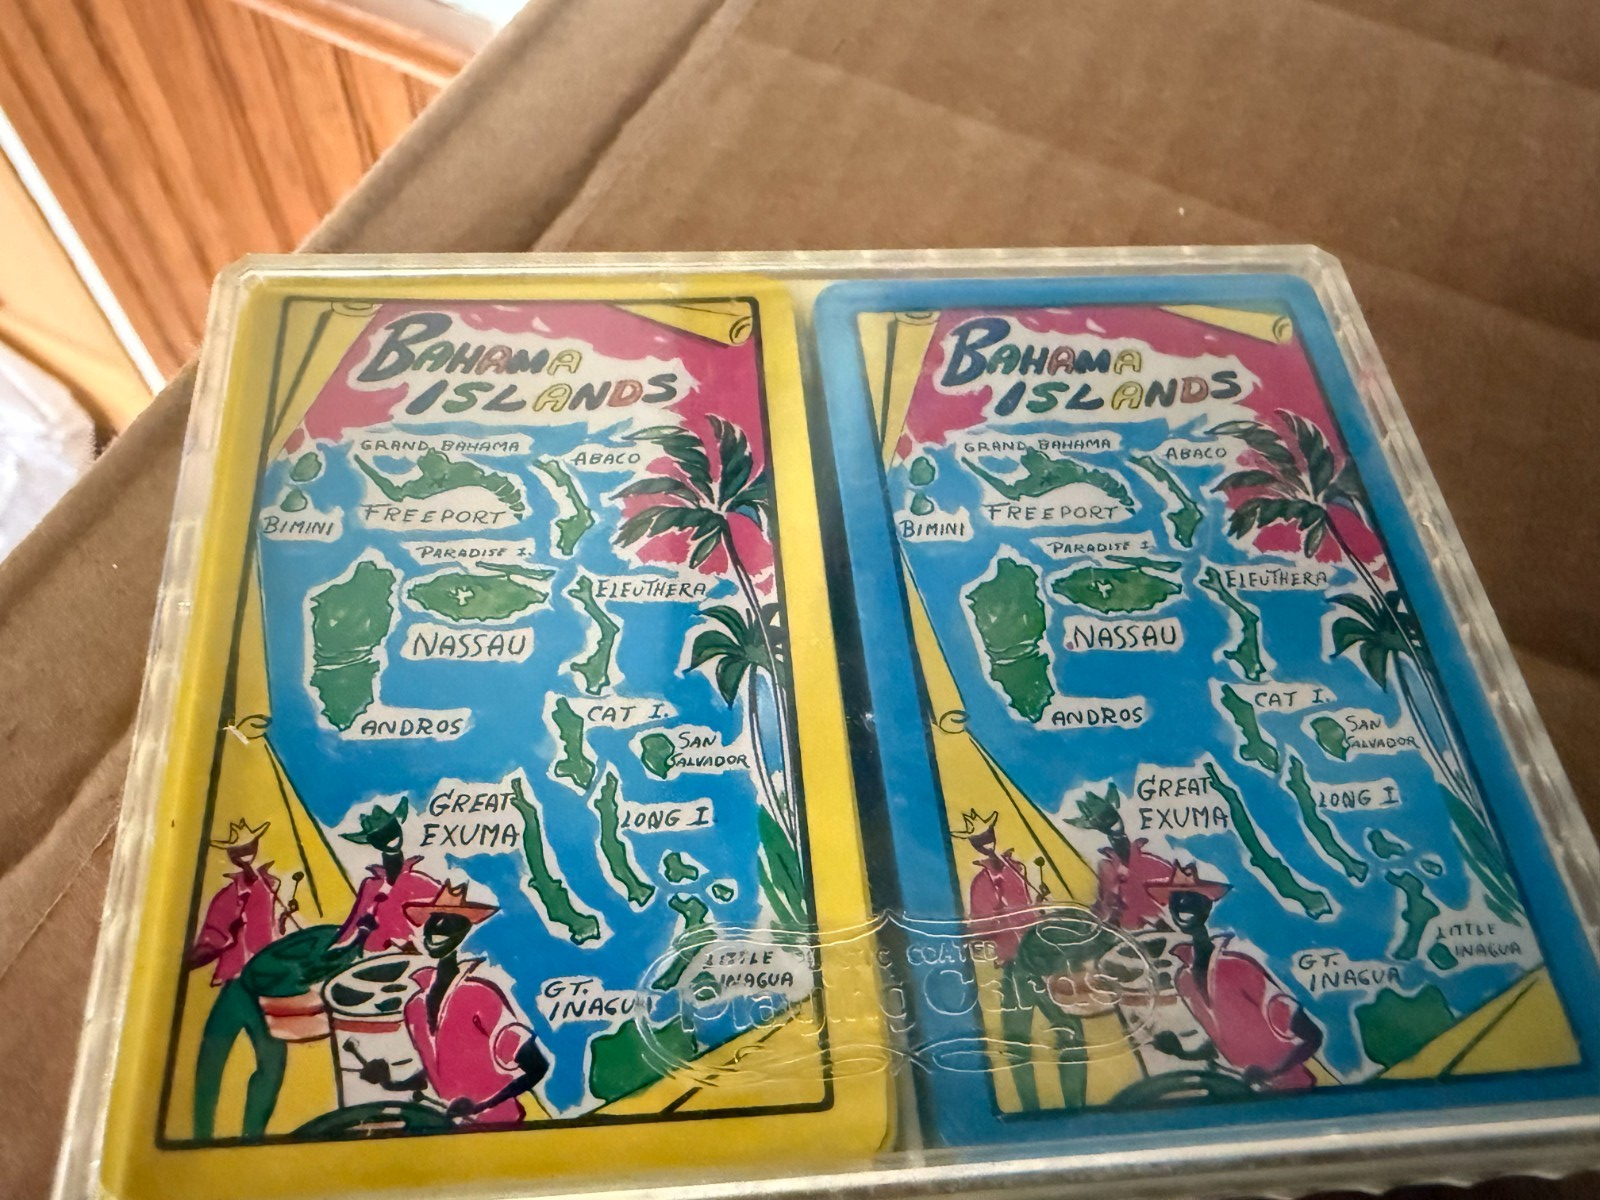 BAHAMA
ISLANDS
GRAND BAHAMA
ABACO
BIMINI
FREEPORT
PARADISE I.
ELEUTHERA
NASSAU
ANDROS
CAT I.
SAN
SALVADOR
GREAT
EXUMA
LONG I.
LITTLE
INAGUA
GT.
INAGUA
BAHAMA
ISLANDS
GRAND BAHAMA
ABACO
BIMINI
FREEPORT
PARADISE I.
ELEUTHERA
NASSAU
ANDROS
CAT I.
SAN
SALVADOR
GREAT
EXUMA
LONG I
LITTLE
INAGUA
GT.
INAGUA
PLASTIC COATED
Playing Cards